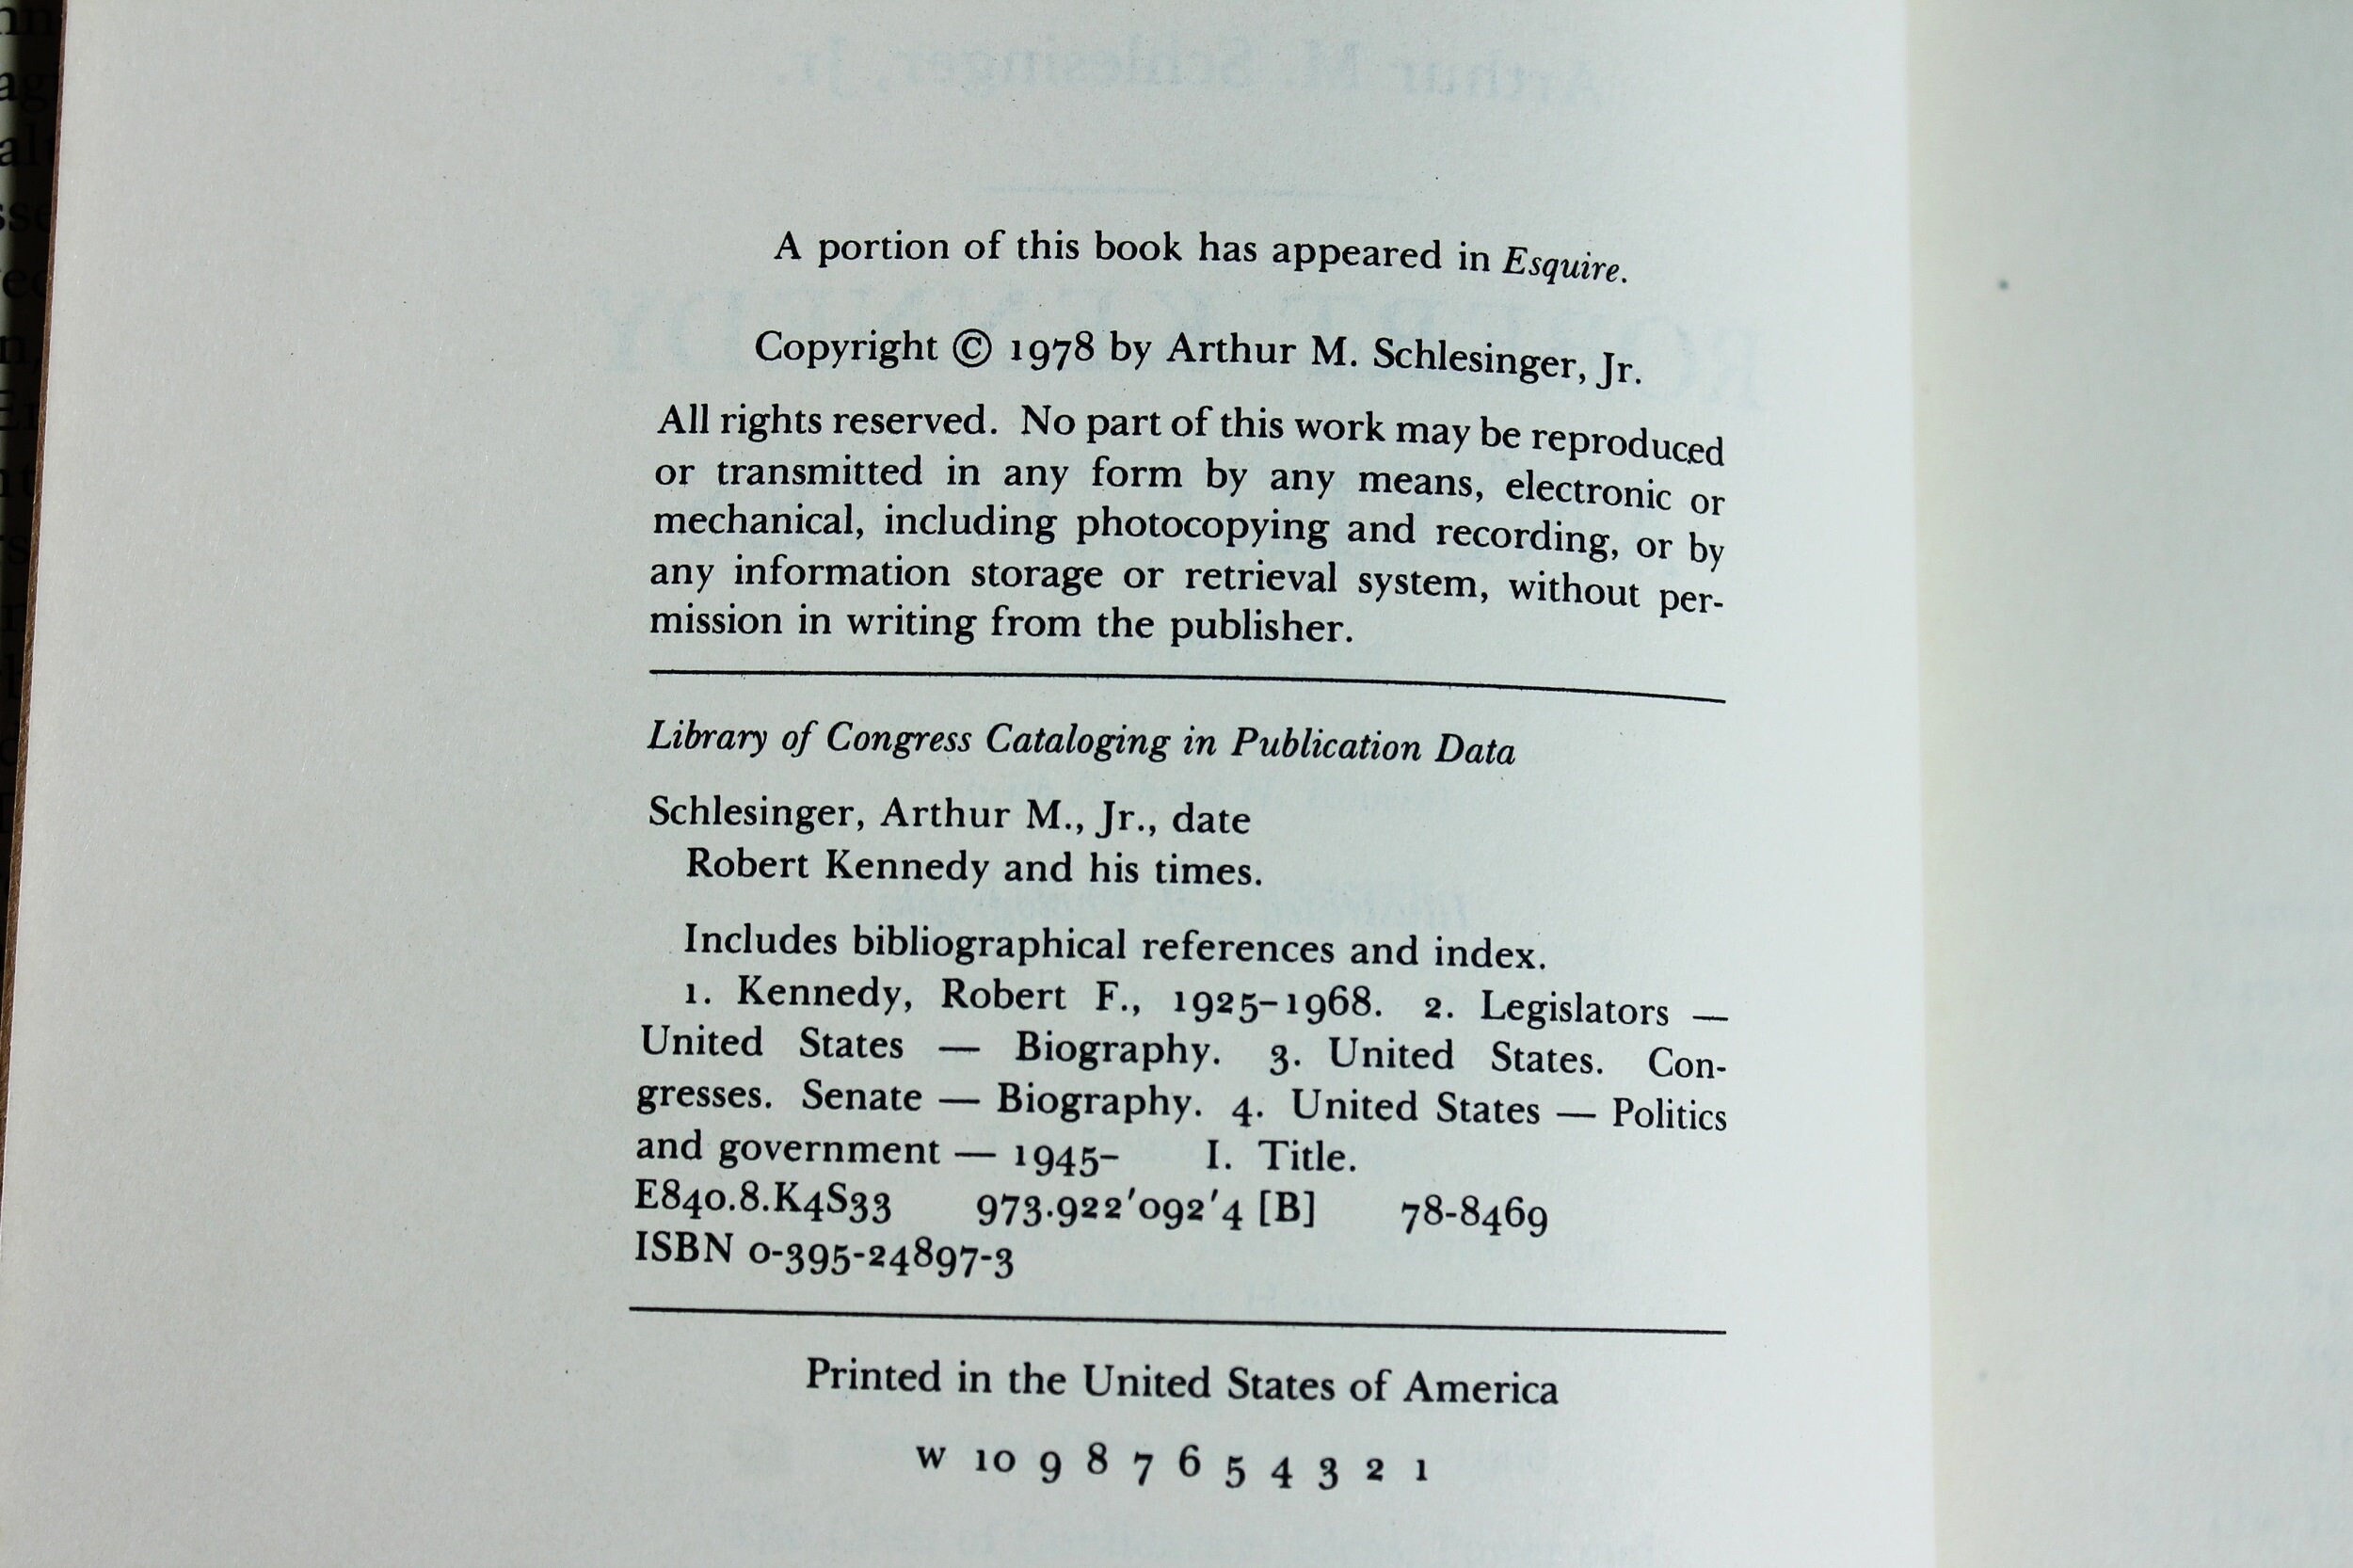 A portion of this book has appeared in Esquire.
Copyright © 1978 by Arthur M. Schlesinger, Jr.
All rights reserved. No part of this work may be reproduced
or transmitted in any form by any means, electronic or
mechanical, including photocopying and recording, or by
any information storage or retrieval system, without per-
mission in writing from the publisher.
Library of Congress Cataloging in Publication Data
Schlesinger, Arthur M., Jr., date
Robert Kennedy and his times.
Includes bibliographical references and index.
1. Kennedy, Robert F., 1925–1968. 2. Legislators —
United States — Biography. 3. United States. Con-
gresses. Senate — Biography. 4. United States — Politics
and government — 1945– I. Title.
E840.8.K4S33 973.922'092'4 [B] 78-8469
ISBN 0-395-24897-3
Printed in the United States of America
W 10 9 8 7 6 5 4 3 2 1